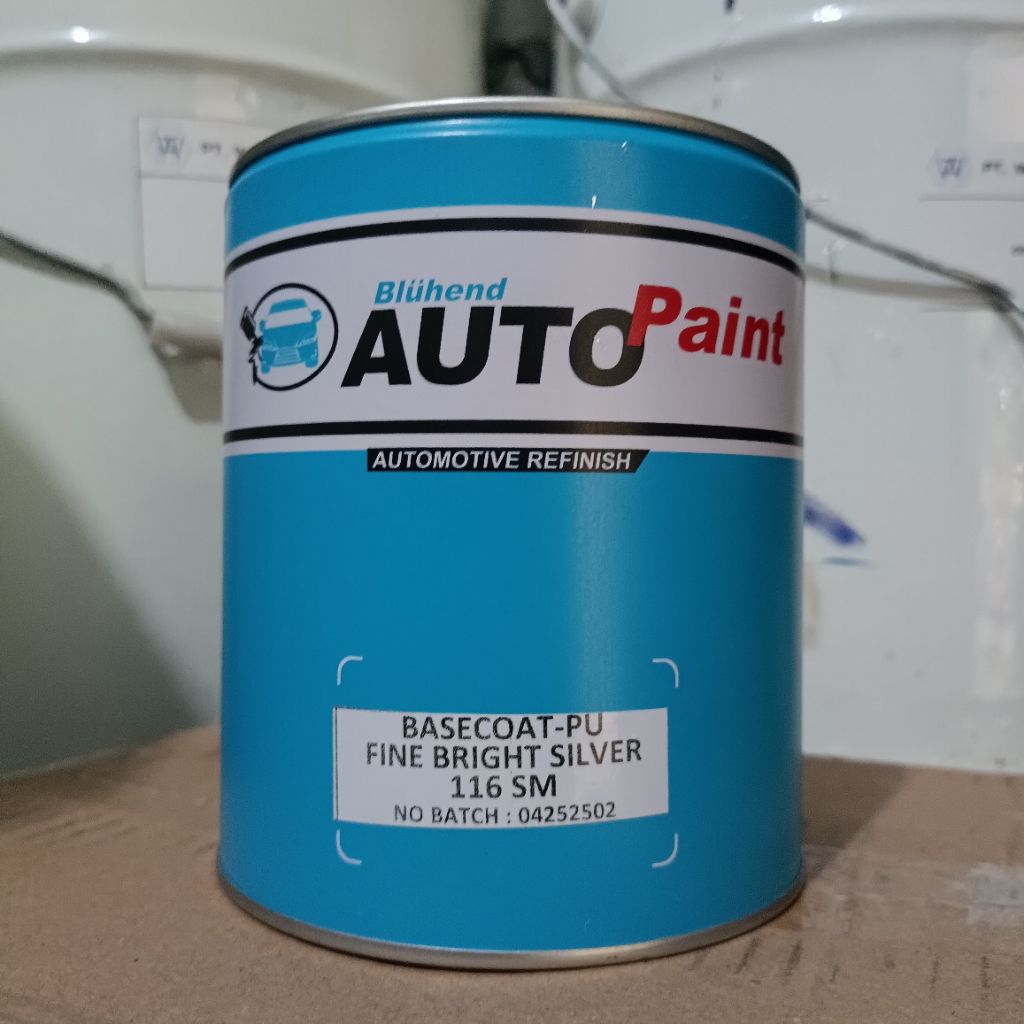 Blühend
AUTOPaint
AUTOMOTIVE REFINISH
BASECOAT-PU
FINE BRIGHT SILVER
116 SM
NO BATCH : 04252502